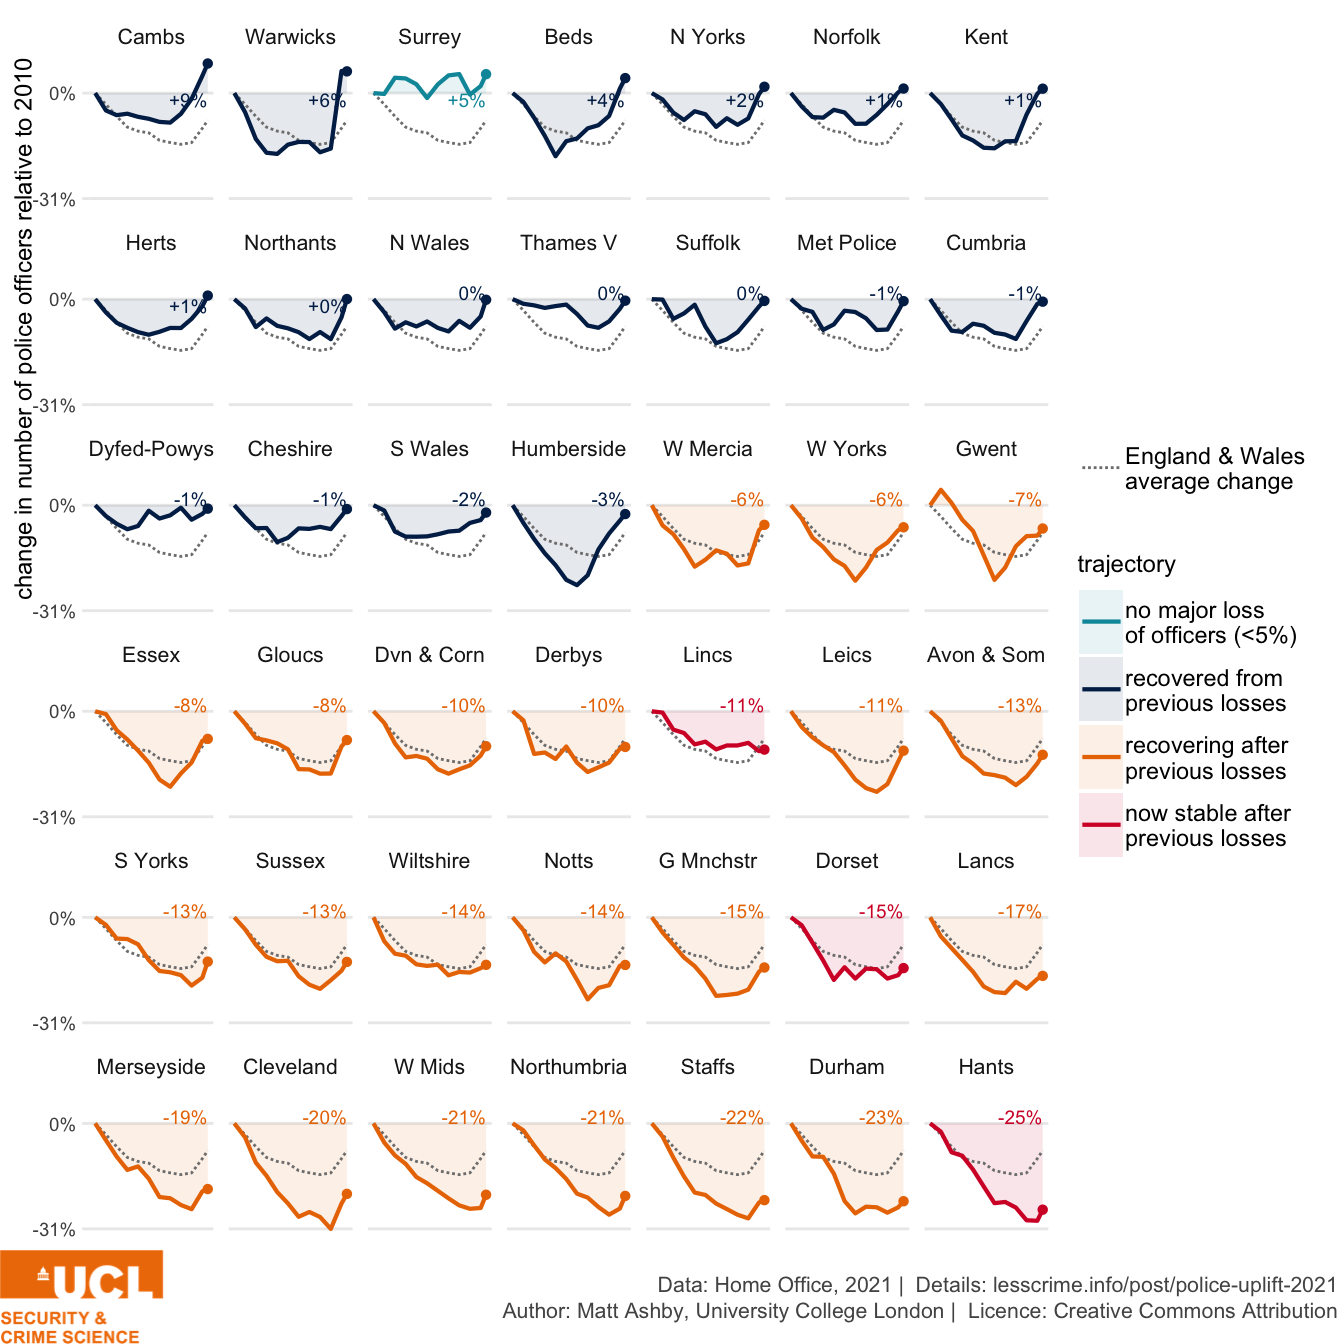 change in number of police officers relative to 2010
Cambs Warwicks Surrey Beds N Yorks Norfolk Kent
0% +9% +6% +5% +4% +2% +1% +1%
-31%
Herts Northants N Wales Thames V Suffolk Met Police Cumbria
0% +1% +0% 0% 0% 0% -1% -1%
-31%
Dyfed-Powys Cheshire S Wales Humberside W Mercia W Yorks Gwent
0% -1% -1% -2% -3% -6% -6% -7%
-31%
Essex Gloucs Dvn & Corn Derbys Lincs Leics Avon & Som
0% -8% -8% -10% -10% -11% -11% -13%
-31%
S Yorks Sussex Wiltshire Notts G Mnchstr Dorset Lancs
0% -13% -13% -14% -14% -15% -15% -17%
-31%
Merseyside Cleveland W Mids Northumbria Staffs Durham Hants
0% -19% -20% -21% -21% -22% -23% -25%
-31%
England & Wales
average change
trajectory
no major loss
of officers (<5%)
recovered from
previous losses
recovering after
previous losses
now stable after
previous losses
UCL
SECURITY &
CRIME SCIENCE
Data: Home Office, 2021 | Details: lesscrime.info/post/police-uplift-2021
Author: Matt Ashby, University College London | Licence: Creative Commons Attribution